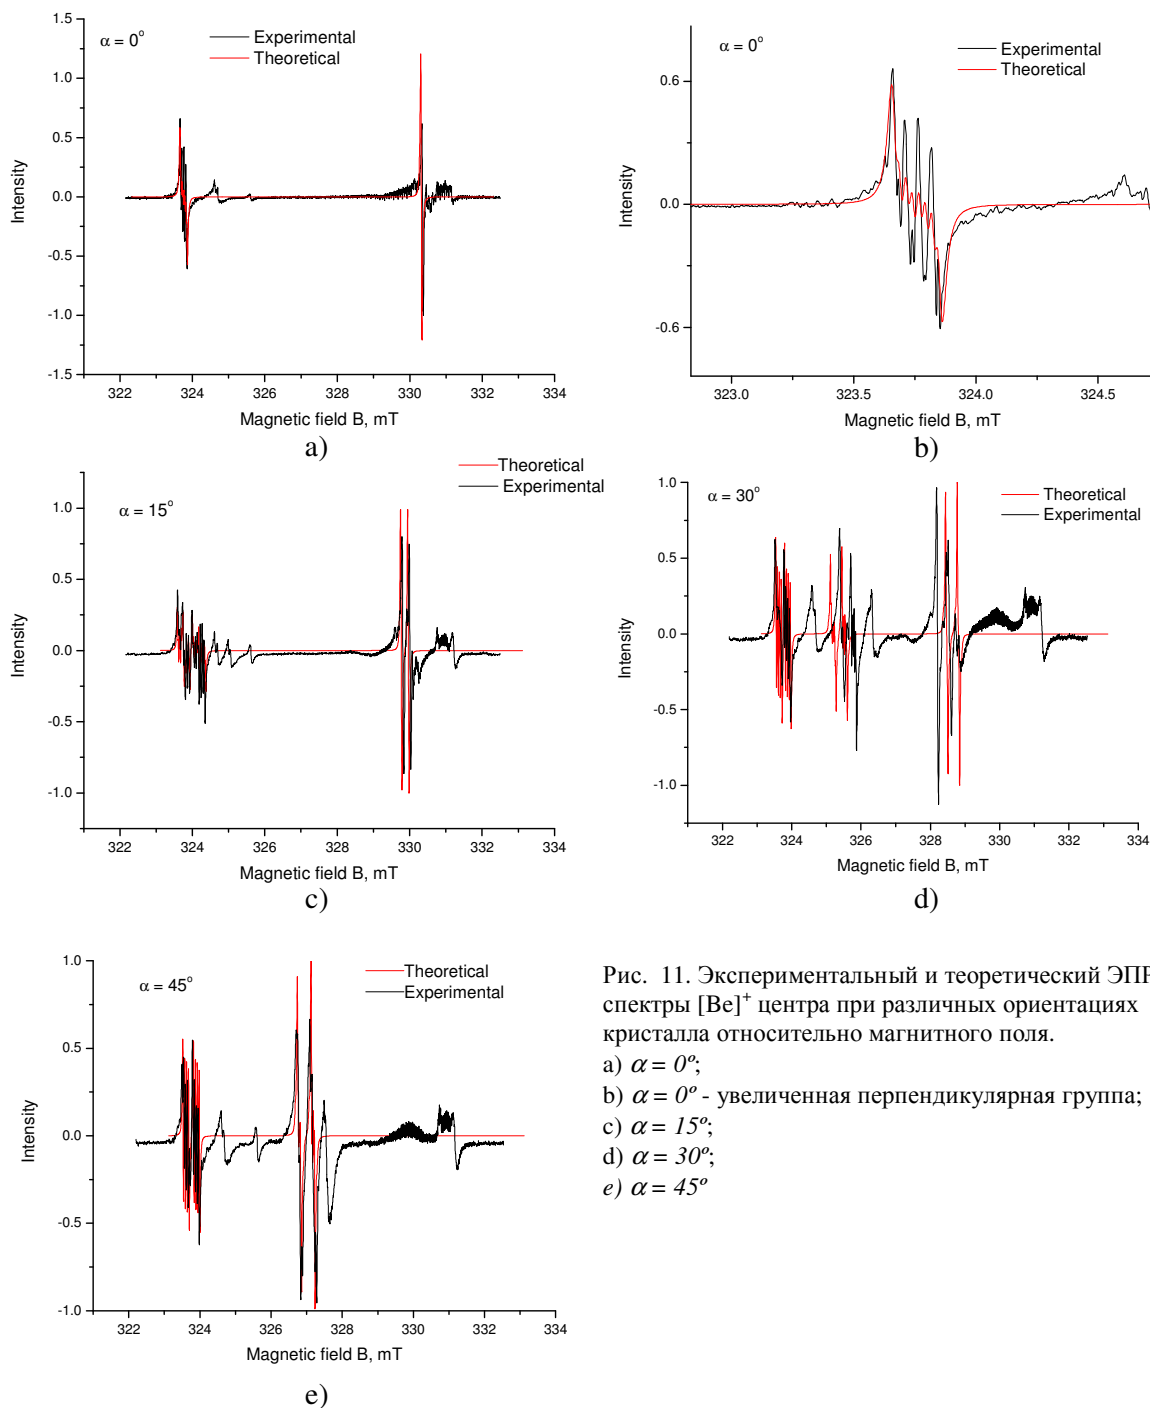 α = 0°
Experimental
Theoretical
1.5
1.0
0.5
0.0
-0.5
-1.0
-1.5
Intensity
322 324 326 328 330 332 334
Magnetic field B, mT
a)
α = 0°
Experimental
Theoretical
0.6
0.0
-0.6
Intensity
323.0 323.5 324.0 324.5
Magnetic field B, mT
b)
α = 15°
Theoretical
Experimental
1.0
0.5
0.0
-0.5
-1.0
Intensity
322 324 326 328 330 332 334
Magnetic field B, mT
c)
α = 30°
Theoretical
Experimental
1.0
0.5
0.0
-0.5
-1.0
Intensity
322 324 326 328 330 332 334
Magnetic field B, mT
d)
α = 45°
Theoretical
Experimental
1.0
0.5
0.0
-0.5
-1.0
Intensity
322 324 326 328 330 332 334
Magnetic field B, mT
e)
Рис. 11. Экспериментальный и теоретический ЭПР
спектры [Be]⁺ центра при различных ориентациях
кристалла относительно магнитного поля.
a) α = 0º;
b) α = 0º - увеличенная перпендикулярная группа;
c) α = 15º;
d) α = 30º;
e) α = 45º